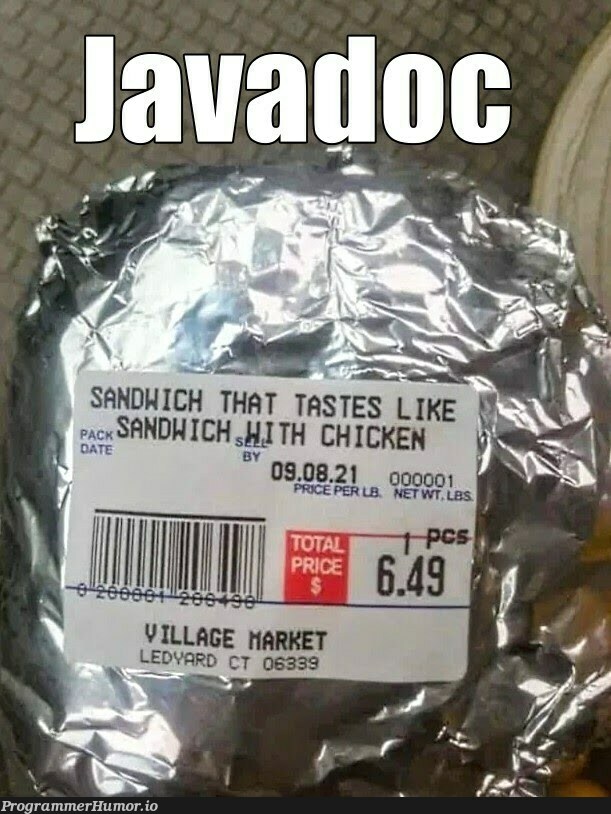 Javadoc
SANDWICH THAT TASTES LIKE
SANDWICH WITH CHICKEN
PACK DATE
SELL BY
09.08.21 000001
PRICE PER LB. NET WT. LBS.
1 PCS
TOTAL PRICE $
6.49
0 200001 200490
VILLAGE MARKET
LEDYARD CT 06339
ProgrammerHumor.io